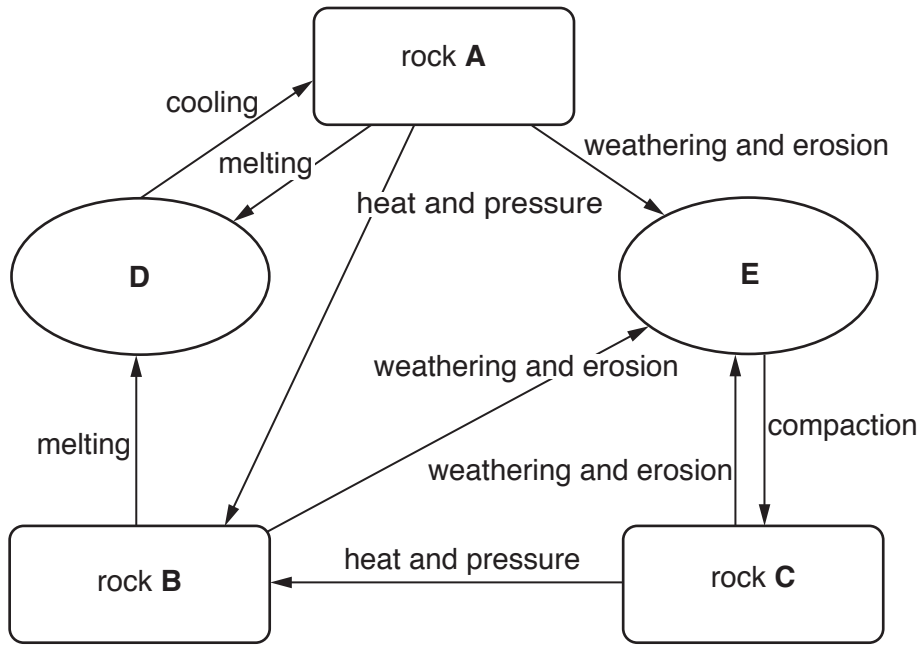 rock A
cooling
melting
weathering and erosion
heat and pressure
D
E
weathering and erosion
melting
compaction
weathering and erosion
rock B
heat and pressure
rock C